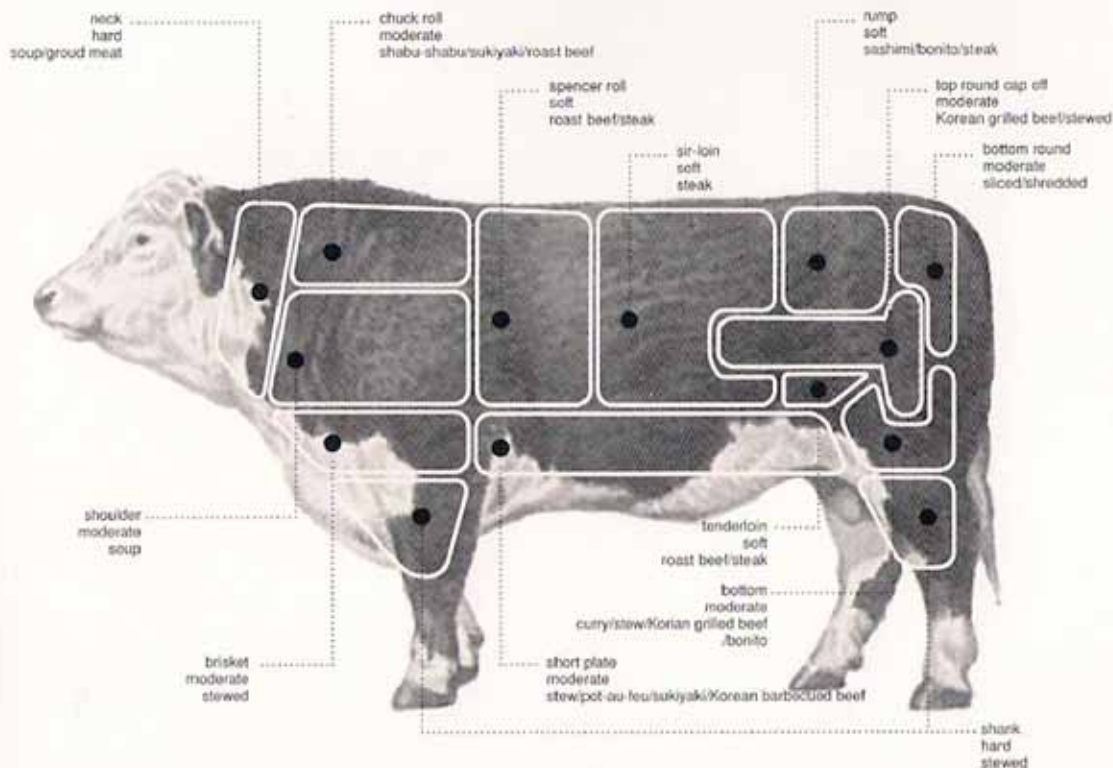 neck
hard
soup/groud meat
chuck roll
moderate
shabu-shabu/sukiyaki/roast beef
rump
soft
sashimi/bonito/steak
spencer roll
soft
roast beef/steak
top round cap off
moderate
Korean grilled beef/stewed
sir-loin
soft
steak
bottom round
moderate
sliced/shredded
shoulder
moderate
soup
tenderloin
soft
roast beef/steak
bottom
moderate
curry/stew/Korian grilled beef
/bonito
brisket
moderate
stewed
short plate
moderate
stew/pot-au-feu/sukiyaki/Korean barbecued beef
shank
hard
stewed